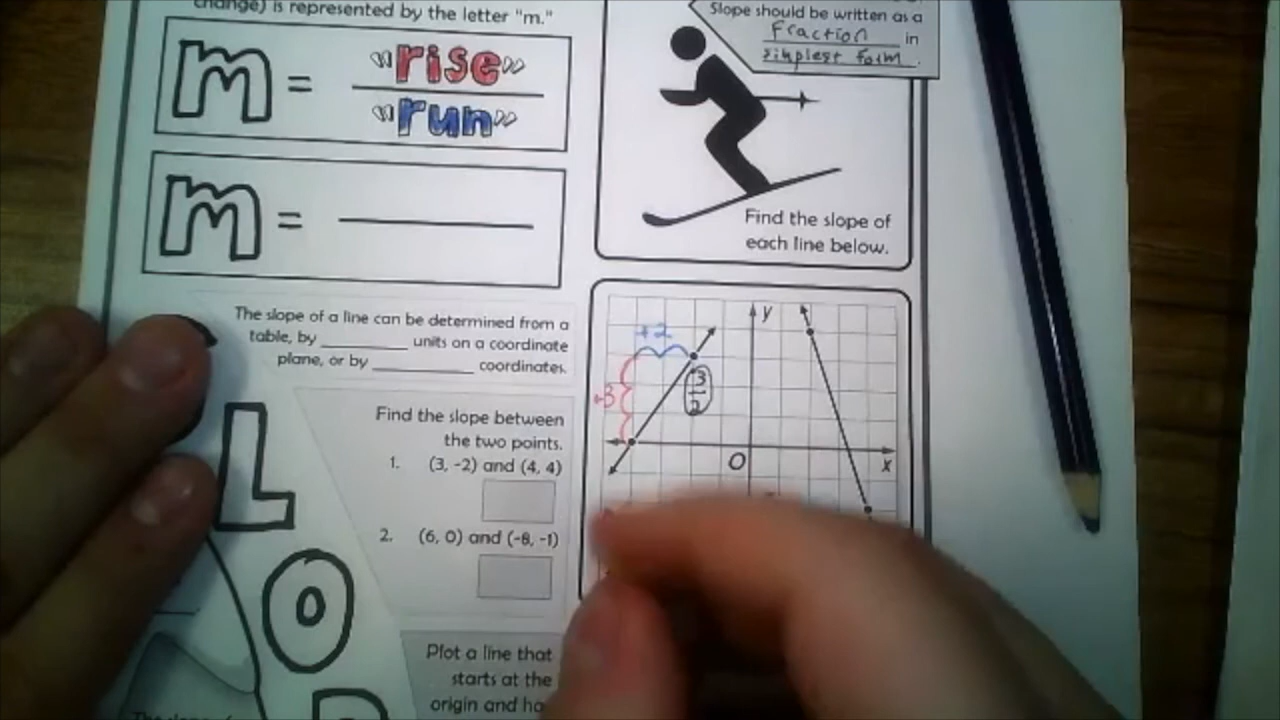 change) is represented by the letter "m."
m = "rise"
"run"
m =
The slope of a line can be determined from a
table, by ________ units on a coordinate
plane, or by __________ coordinates.
Find the slope between
the two points.
1. (3, -2) and (4, 4)
2. (6, 0) and (-8, -1)
L
O
Plot a line that
starts at the
origin and ha
Slope should be written as a
Fraction in
simplest form.
Find the slope of
each line below.
+2
+3
3
2
y
O
x